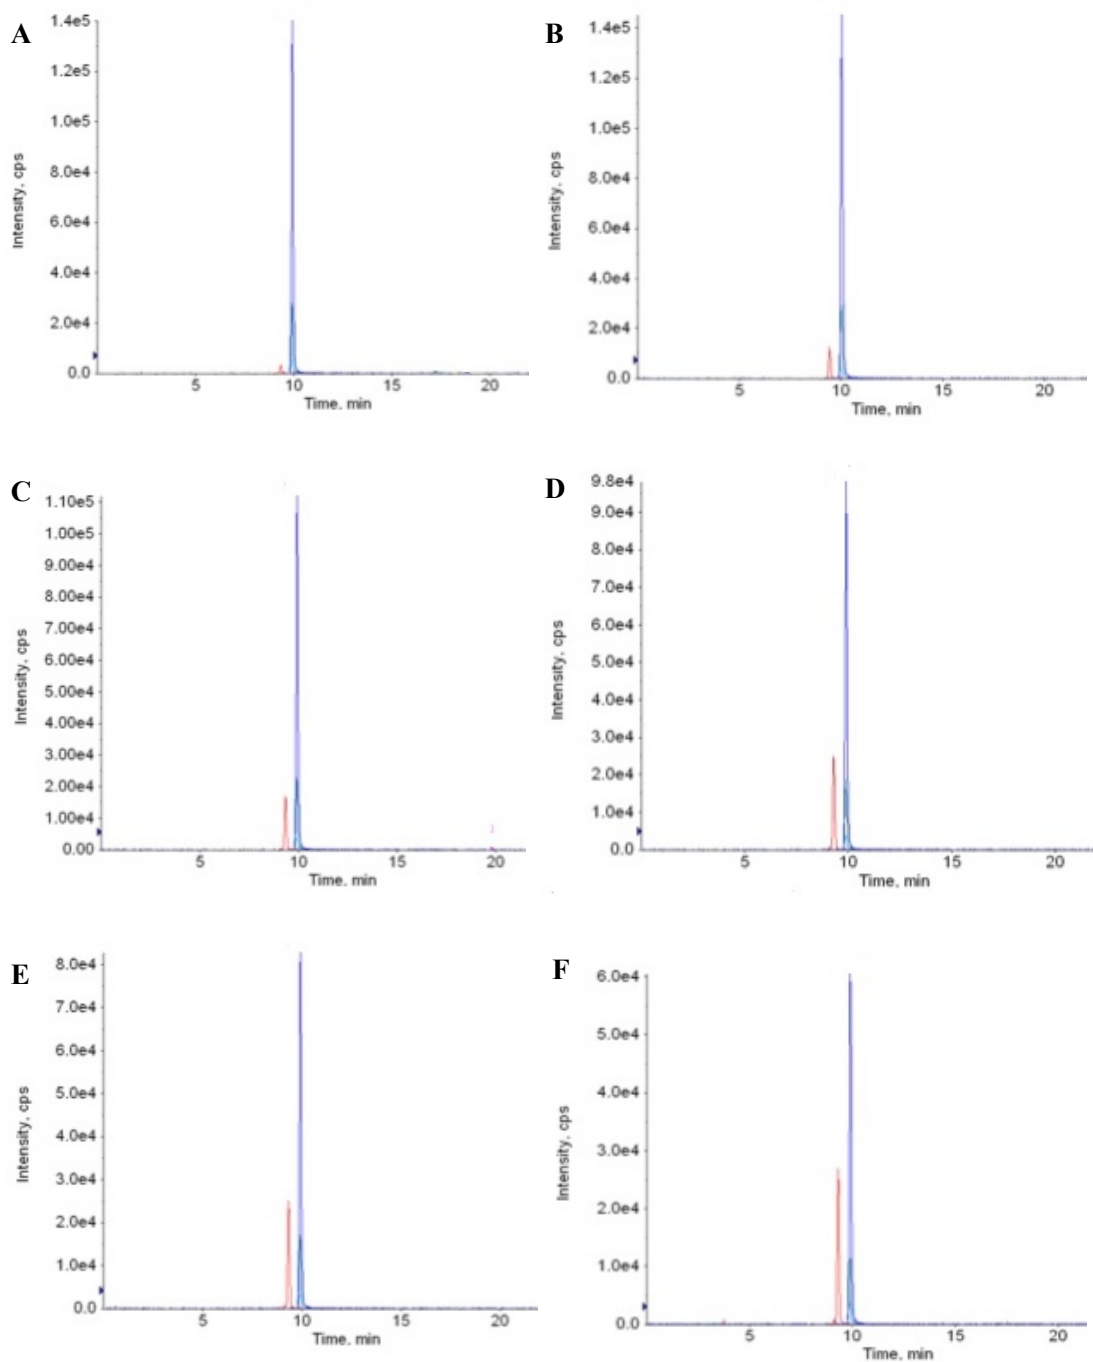 A
Intensity, cps
1.4e5
1.2e5
1.0e5
8.0e4
6.0e4
4.0e4
2.0e4
0.0
5 10 15 20
Time, min
B
Intensity, cps
1.4e5
1.2e5
1.0e5
8.0e4
6.0e4
4.0e4
2.0e4
0.0
5 10 15 20
Time, min
C
Intensity, cps
1.10e5
1.00e5
9.00e4
8.00e4
7.00e4
6.00e4
5.00e4
4.00e4
3.00e4
2.00e4
1.00e4
0.00
5 10 15 20
Time, min
D
Intensity, cps
9.8e4
9.0e4
8.0e4
7.0e4
6.0e4
5.0e4
4.0e4
3.0e4
2.0e4
1.0e4
0.0
5 10 15 20
Time, min
E
Intensity, cps
8.0e4
7.0e4
6.0e4
5.0e4
4.0e4
3.0e4
2.0e4
1.0e4
0.0
5 10 15 20
Time, min
F
Intensity, cps
6.0e4
5.0e4
4.0e4
3.0e4
2.0e4
1.0e4
0.0
5 10 15 20
Time, min